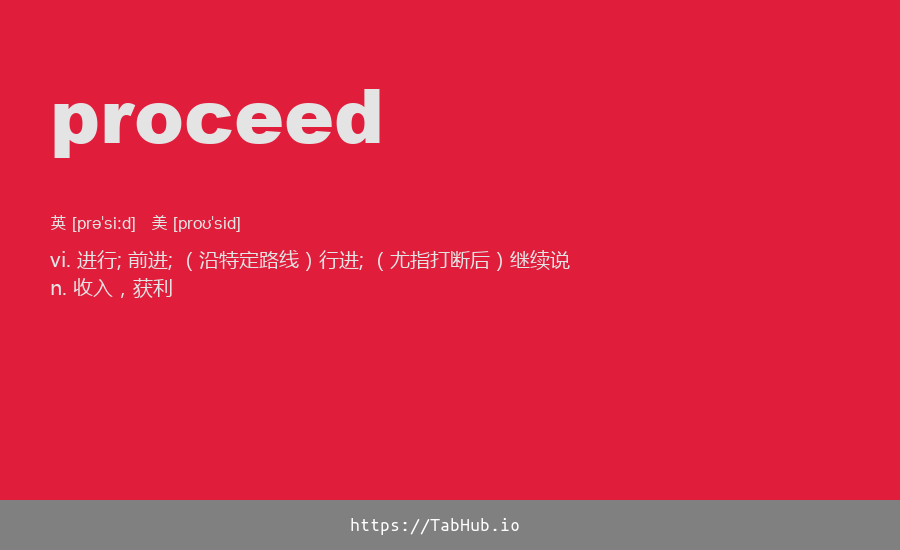 proceed
英 [prəˈsiːd] 美 [proʊˈsid]
vi. 进行; 前进; （沿特定路线）行进; （尤指打断后）继续说
n. 收入，获利
https://TabHub.io